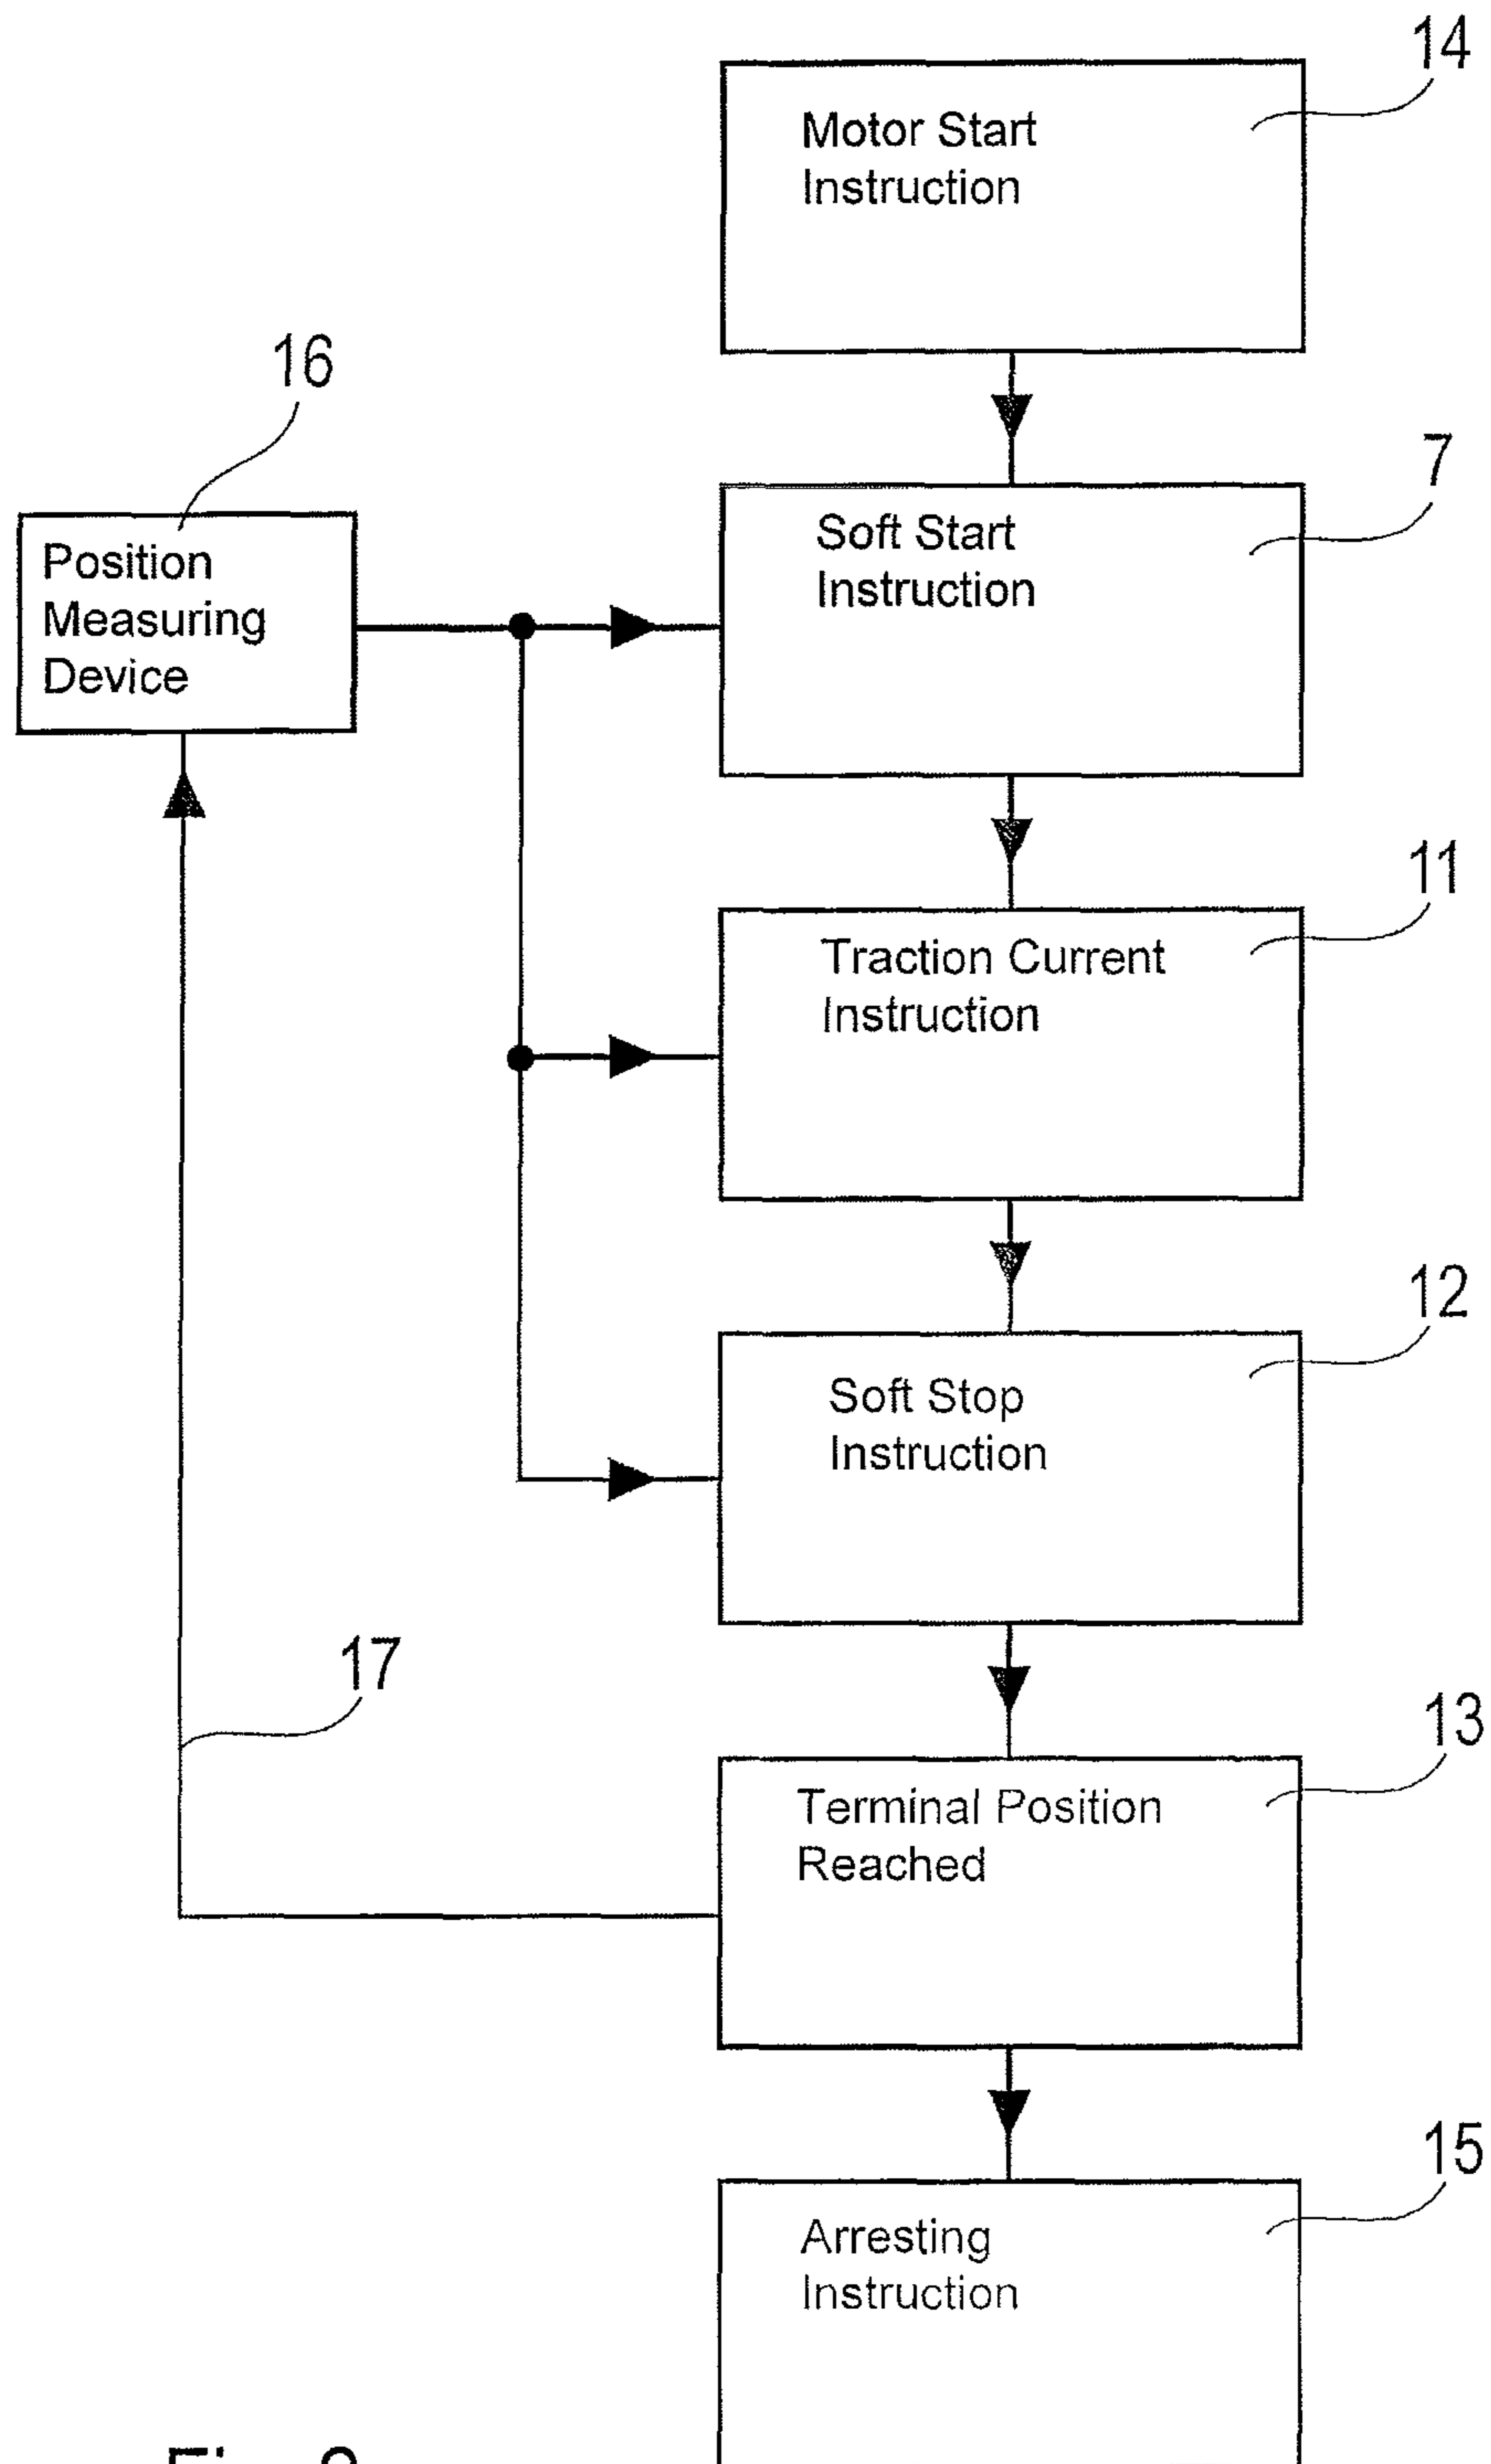 14
Motor Start
Instruction
16
7
Soft Start
Instruction
Position
Measuring
Device
11
Traction Current
Instruction
12
Soft Stop
Instruction
17
13
Terminal Position
Reached
15
Arresting
Instruction